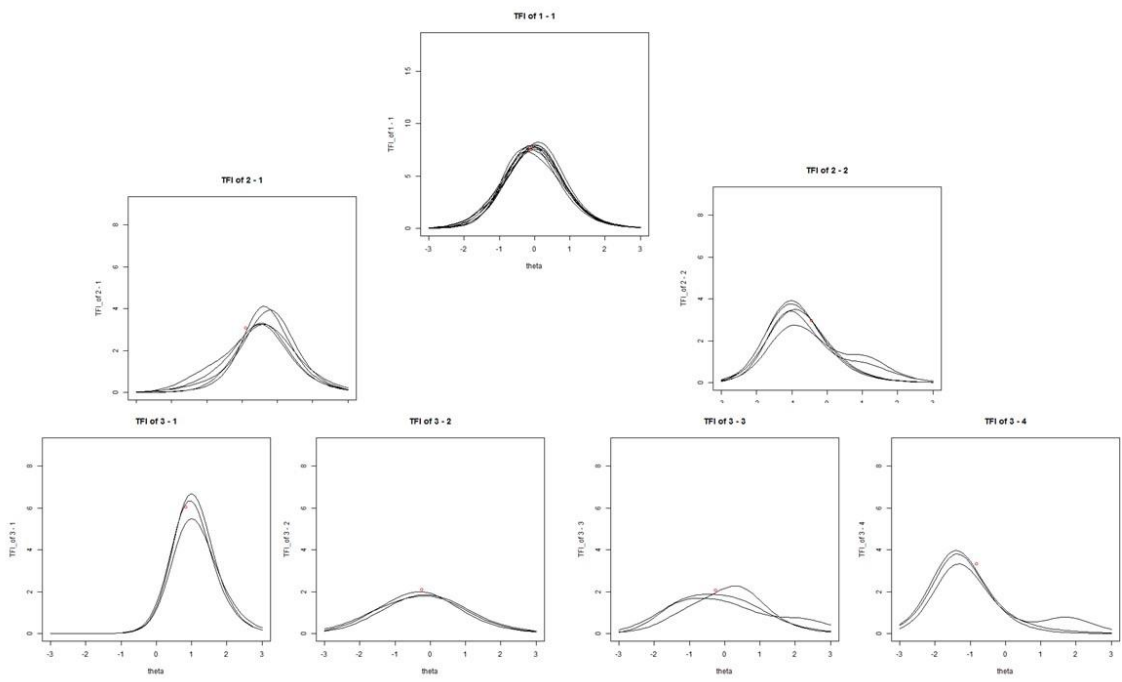 TFI of 1 - 1
TFI_of 1 - 1
0 5 10 15
-3 -2 -1 0 1 2 3
theta
TFI of 2 - 1
TFI_of 2 - 1
0 2 4 6 8
TFI of 2 - 2
TFI_of 2 - 2
0 2 4 6 8
TFI of 3 - 1
TFI_of 3 - 1
0 2 4 6 8
-3 -2 -1 0 1 2 3
theta
TFI of 3 - 2
TFI_of 3 - 2
0 2 4 6 8
-3 -2 -1 0 1 2 3
theta
TFI of 3 - 3
TFI_of 3 - 3
0 2 4 6 8
-3 -2 -1 0 1 2 3
theta
TFI of 3 - 4
TFI_of 3 - 4
0 2 4 6 8
-3 -2 -1 0 1 2 3
theta